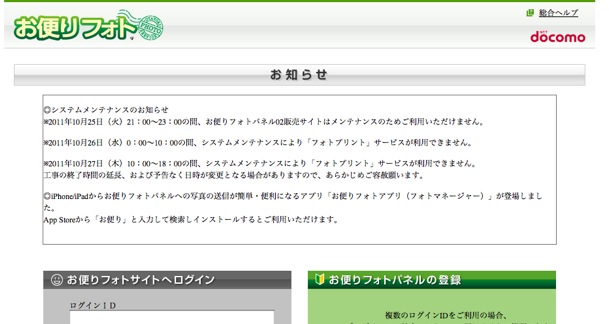 お便りフォト
総合ヘルプ
docomo
お知らせ
◎システムメンテナンスのお知らせ
※2011年10月25日（火）21：00～23：00の間、お便りフォトパネル02販売サイトはメンテナンスのためご利用いただけません。
※2011年10月26日（水）0：00～10：00の間、システムメンテナンスにより「フォトプリント」サービスが利用できません。
※2011年10月27日（木）10：00～18：00の間、システムメンテナンスにより「フォトプリント」サービスが利用できません。
工事の終了時間の延長、および予告なく日時が変更となる場合がありますので、あらかじめご容赦願います。
◎iPhone/iPadからお便りフォトパネルへの写真の送信が簡単・便利になるアプリ「お便りフォトアプリ（フォトマネージャー）」が登場しまし
た。
App Storeから「お便り」と入力して検索しインストールするとご利用いただけます。
お便りフォトサイトへログイン
お便りフォトパネルの登録
ログインＩＤ
複数のログインIDをご利用の場合、